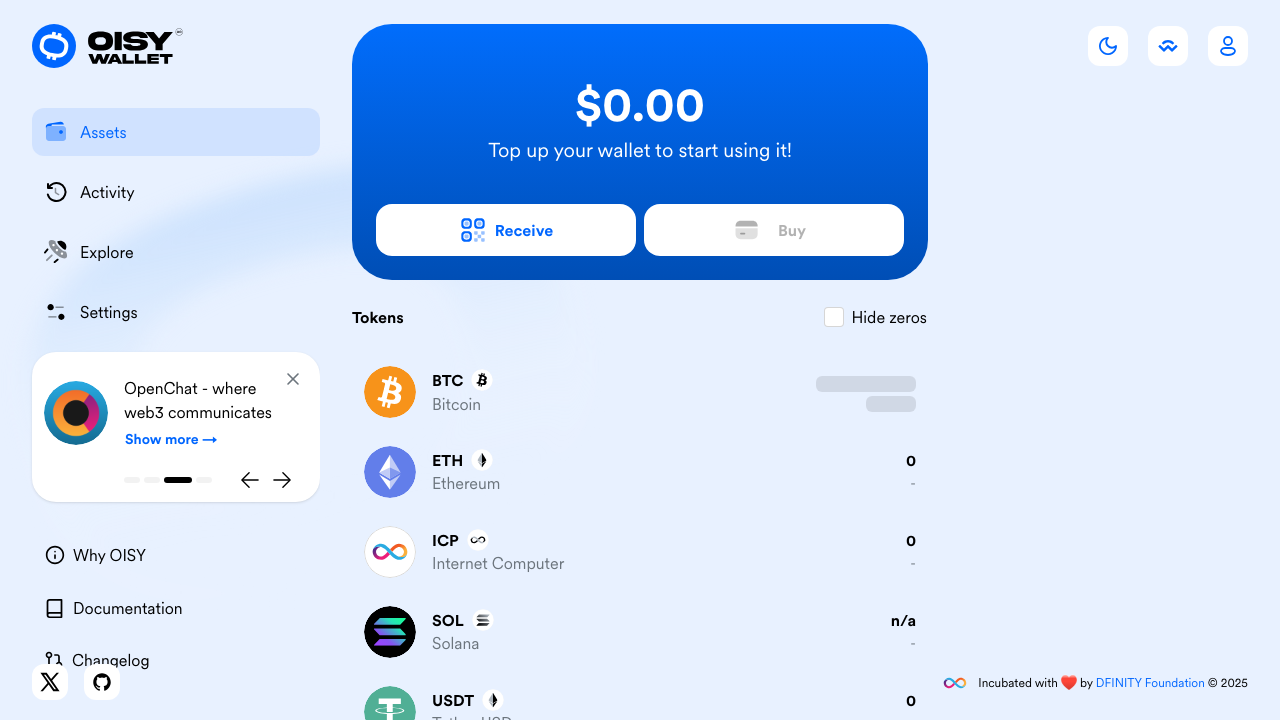 OISY
WALLET
Assets
Activity
Explore
Settings
OpenChat - where
web3 communicates
Show more →
Why OISY
Documentation
Changelog
$0.00
Top up your wallet to start using it!
Receive
Buy
Tokens
Hide zeros
BTC
Bitcoin
ETH
0
Ethereum
-
ICP
0
Internet Computer
-
SOL
n/a
Solana
-
USDT
0
Tether USD
Incubated with ❤️ by DFINITY Foundation © 2025